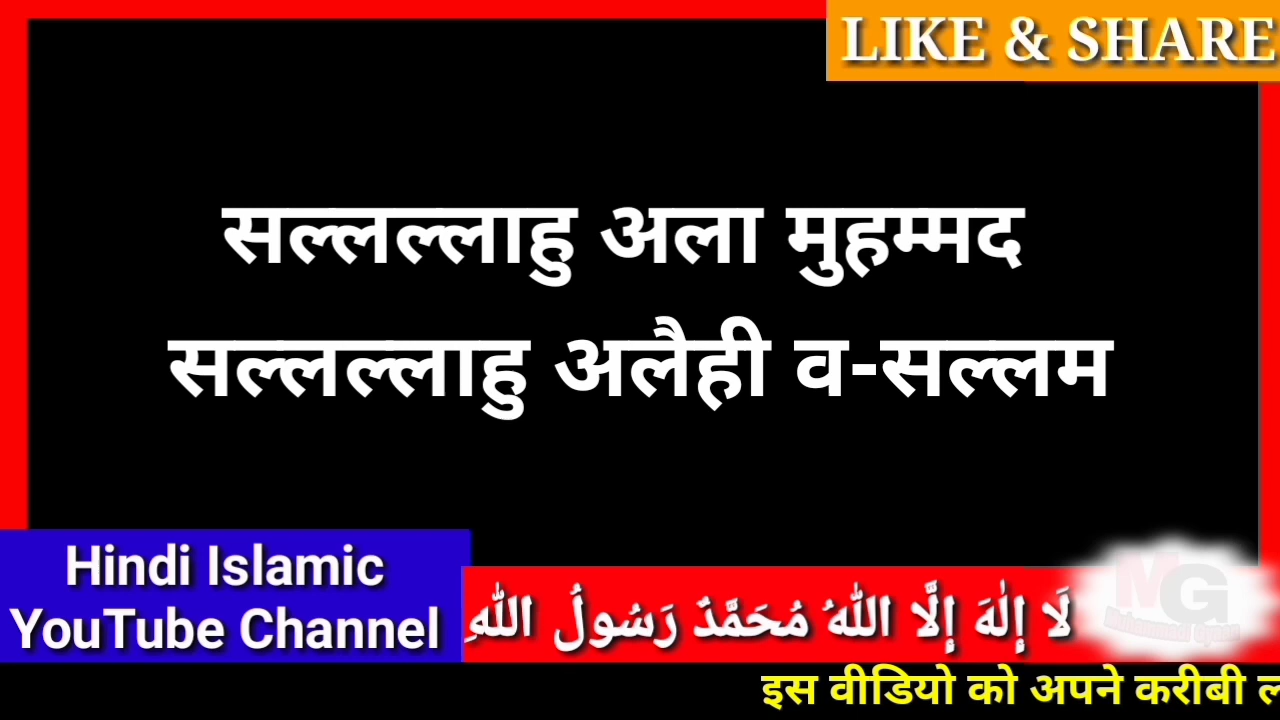 LIKE & SHARE
सल्लल्लाहु अला मुहम्मद
सल्लल्लाहु अलैही व-सल्लम
Hindi Islamic
YouTube Channel
لَا إِلٰهَ إِلَّا اللّٰهُ مُحَمَّدٌ رَسُولُ اللّٰهِ
MG
इस वीडियो को अपने करीबी